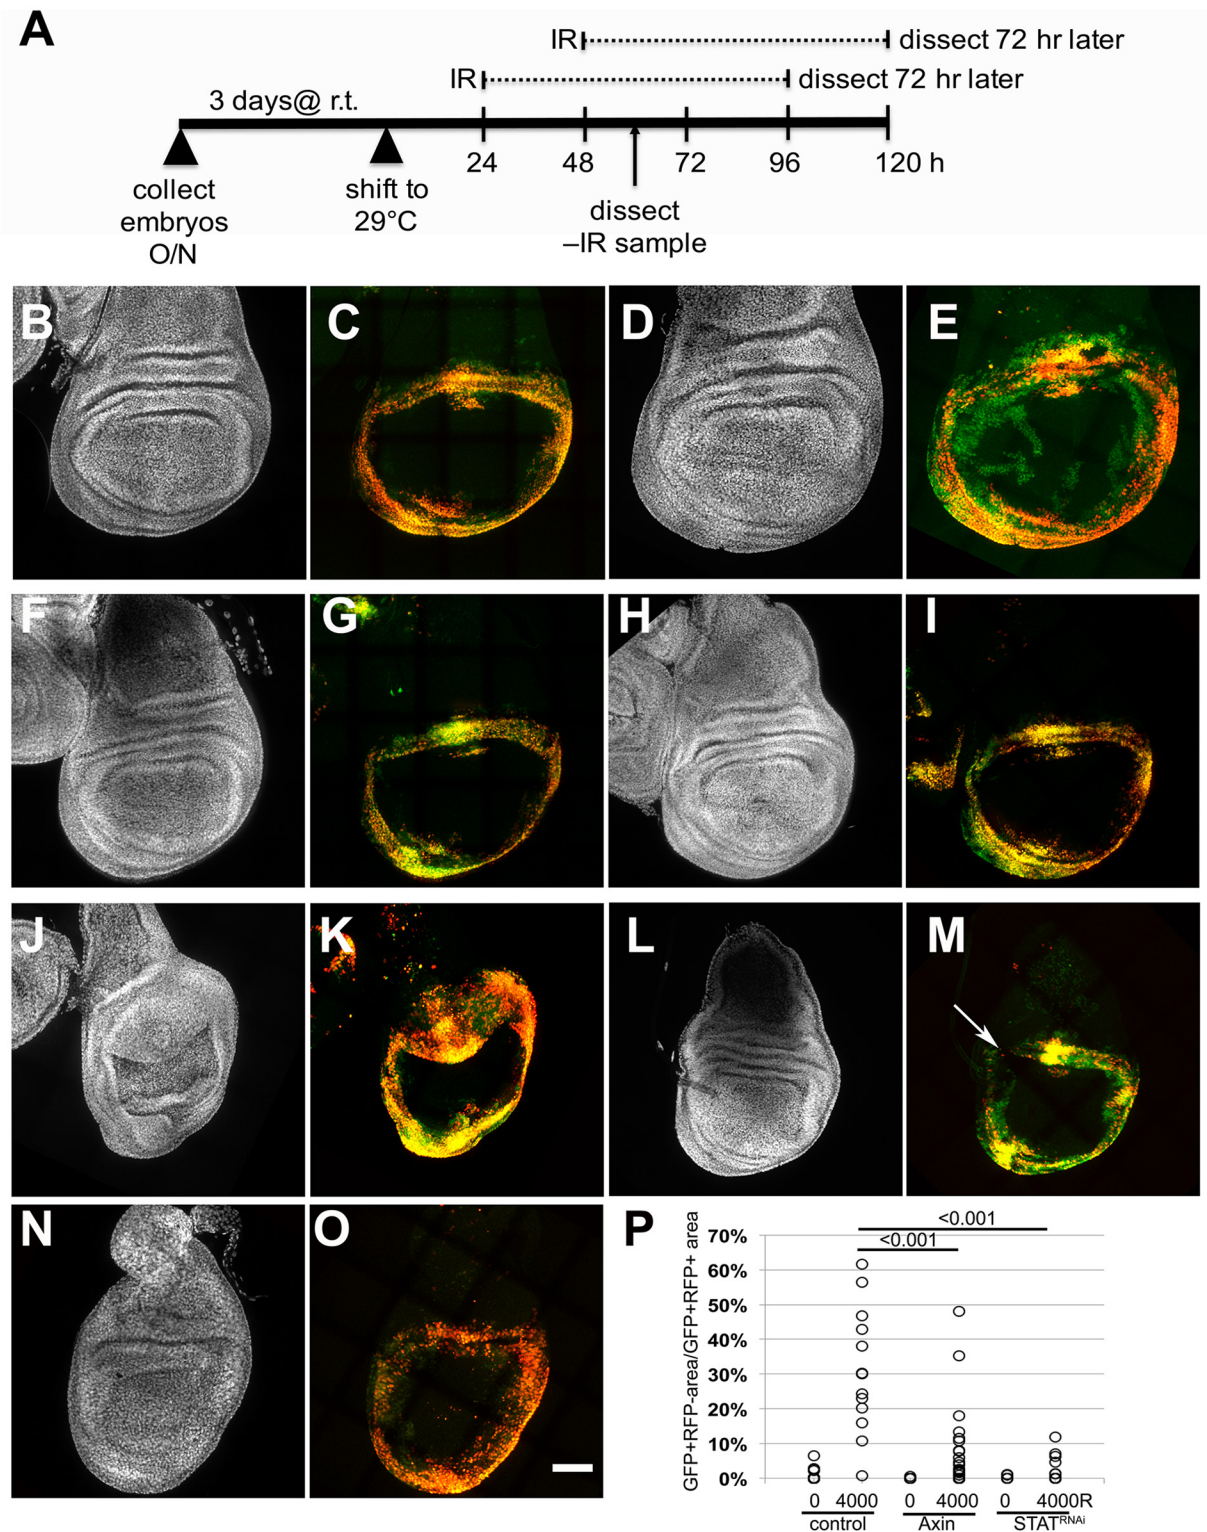 A
IR
dissect 72 hr later
IR
dissect 72 hr later
3 days@ r.t.
24
48
72
96
120 h
collect
embryos
O/N
shift to
29°C
dissect
–IR sample
B
C
D
E
F
G
H
I
J
K
L
M
N
O
P
<0.001
<0.001
GFP+RFP-area/GFP+RFP+ area
70%
60%
50%
40%
30%
20%
10%
0%
0
4000
0
4000
0
4000R
control
Axin
STATRNAi